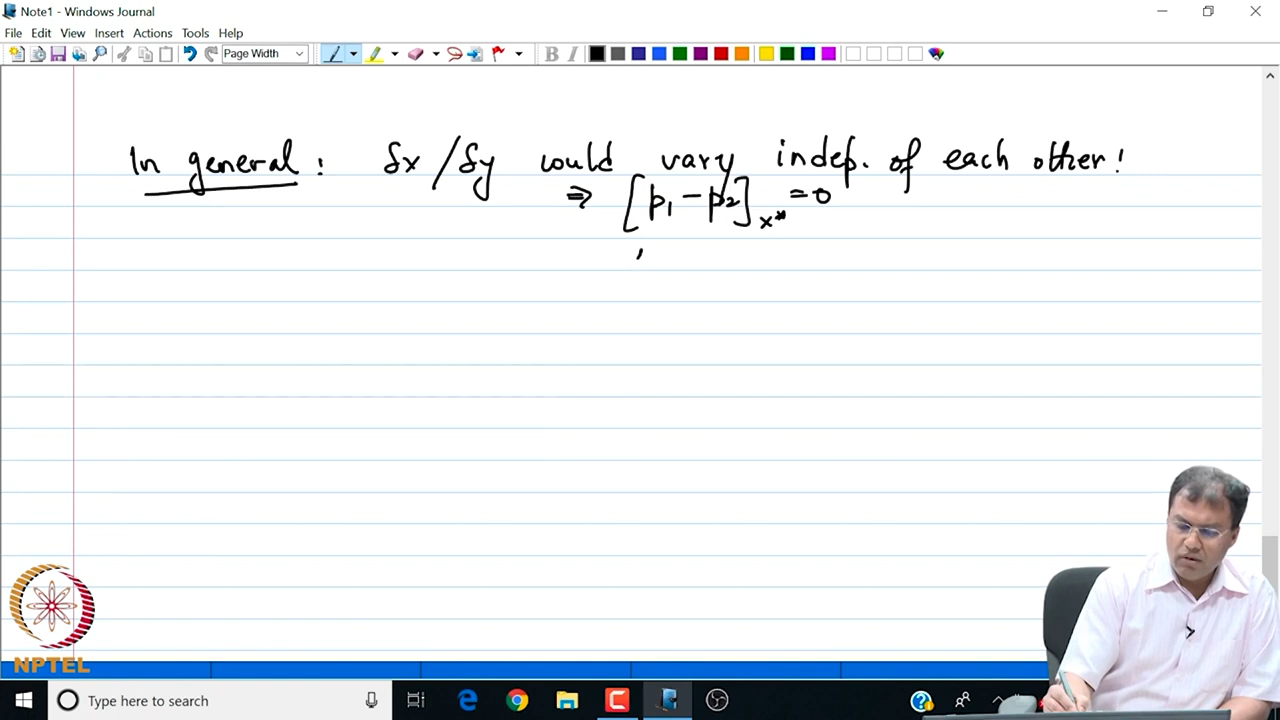 Note1 - Windows Journal
File Edit View Insert Actions Tools Help
Page Width
B I
In general : δx / δy would vary indep. of each other!
⇒ [p₁ - p₂]ₓ* = 0
NPTEL
Type here to search